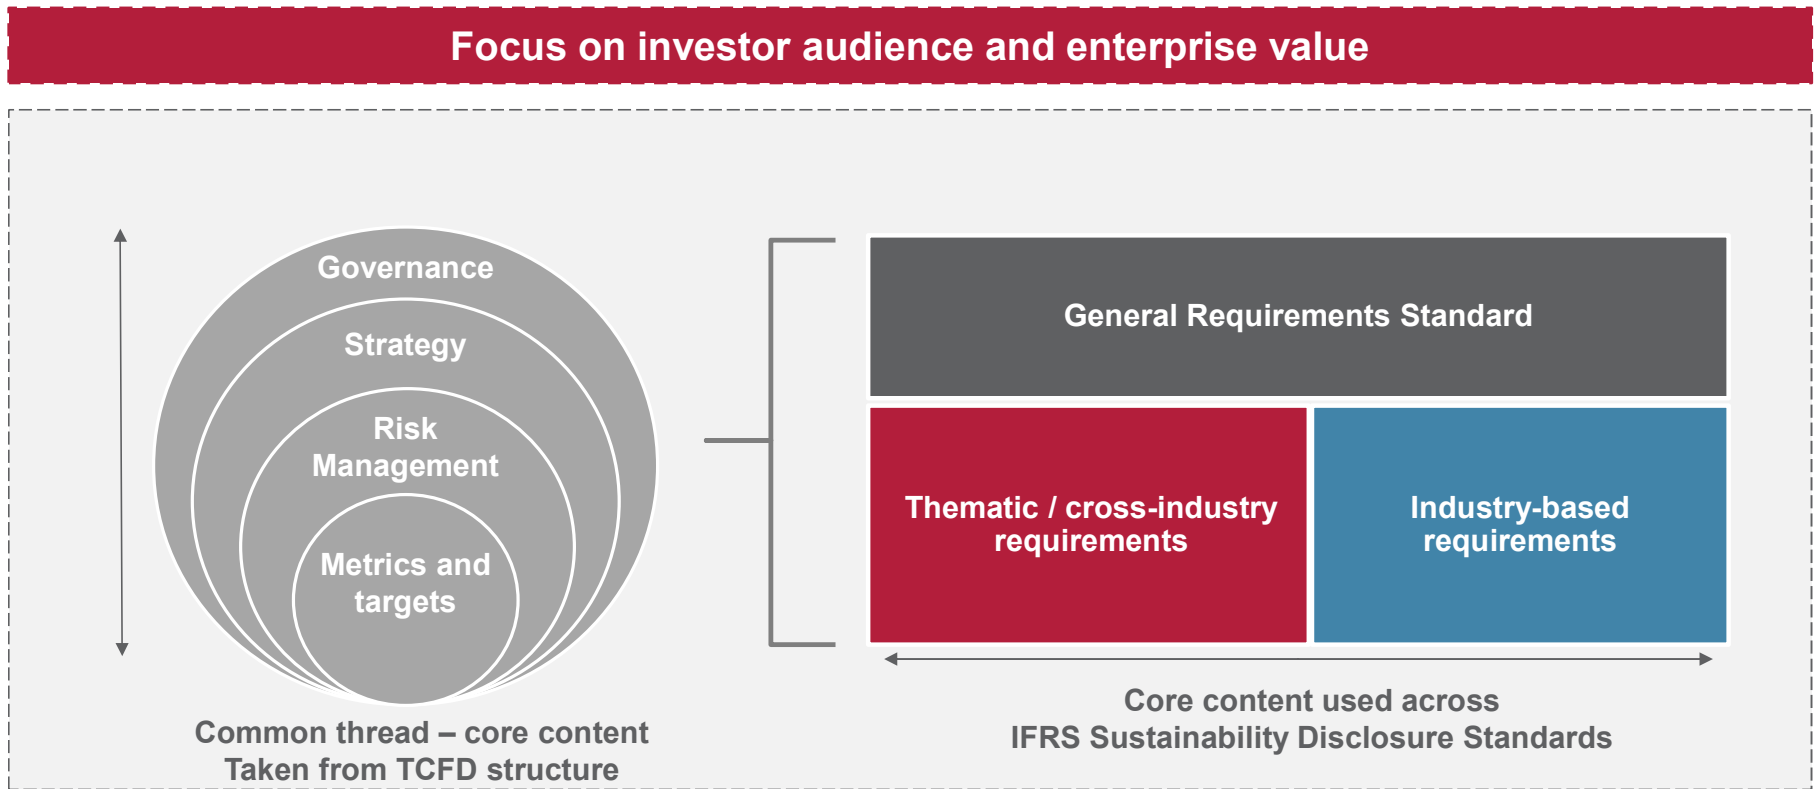 Focus on investor audience and enterprise value
Governance
Strategy
Risk
Management
Metrics and
targets
Common thread – core content
Taken from TCFD structure
General Requirements Standard
Thematic / cross-industry
requirements
Industry-based
requirements
Core content used across
IFRS Sustainability Disclosure Standards